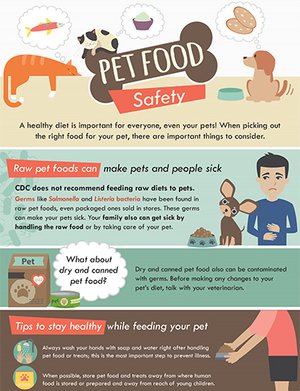 PET FOOD
Safety
A healthy diet is important for everyone, even your pets! When picking out
the right food for your pet, there are important things to consider.
Raw pet foods can make pets and people sick
CDC does not recommend feeding raw diets to pets.
Germs like Salmonella and Listeria bacteria have been found in
raw pet foods, even packaged ones sold in stores. These germs
can make your pets sick. Your family also can get sick by
handling the raw food or by taking care of your pet.
Pet
What about
dry and canned
pet food?
Dry and canned pet food also can be contaminated
with germs. Before making any changes to your
pet's diet, talk with your veterinarian.
Tips to stay healthy while feeding your pet
Always wash your hands with soap and water right after handling
pet food or treats; this is the most important step to prevent illness.
When possible, store pet food and treats away from where human
food is stored or prepared and away from reach of young children.